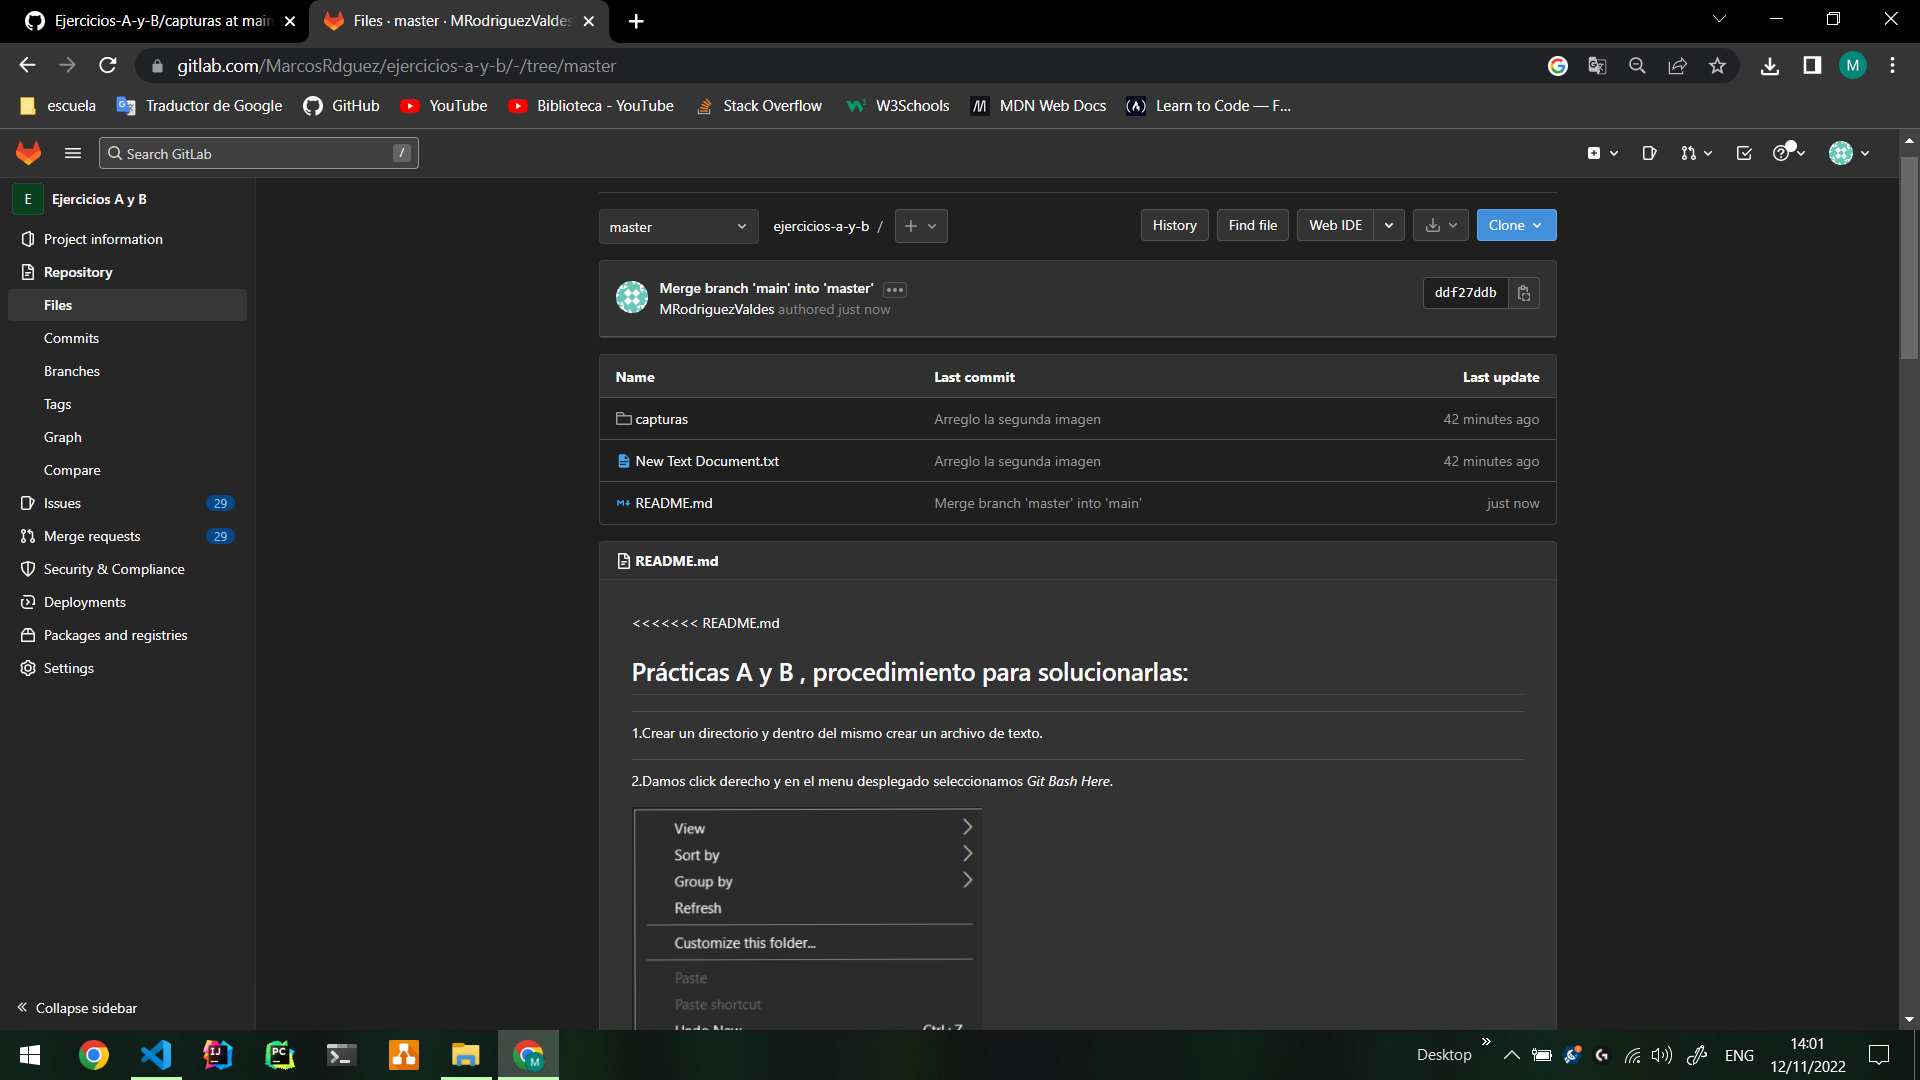 Ejercicios-A-y-B/capturas at main
Files · master · MRodriguezValdes
gitlab.com/MarcosRdguez/ejercicios-a-y-b/-/tree/master
M
escuela
Traductor de Google
GitHub
YouTube
Biblioteca - YouTube
Stack Overflow
W3Schools
MDN Web Docs
Learn to Code — F...
Search GitLab
/
E
Ejercicios A y B
Project information
Repository
Files
Commits
Branches
Tags
Graph
Compare
Issues
29
Merge requests
29
Security & Compliance
Deployments
Packages and registries
Settings
Collapse sidebar
master
ejercicios-a-y-b /
History
Find file
Web IDE
Clone
Merge branch 'main' into 'master'
MRodriguezValdes authored just now
ddf27ddb
Name
Last commit
Last update
capturas
Arreglo la segunda imagen
42 minutes ago
New Text Document.txt
Arreglo la segunda imagen
42 minutes ago
README.md
Merge branch 'master' into 'main'
just now
README.md
<<<<<<< README.md
Prácticas A y B , procedimiento para solucionarlas:
1.Crear un directorio y dentro del mismo crear un archivo de texto.
2.Damos click derecho y en el menu desplegado seleccionamos Git Bash Here.
View
Sort by
Group by
Refresh
Customize this folder...
Paste
Paste shortcut
Undo New
Ctrl+Z
Desktop
ENG
14:01
12/11/2022